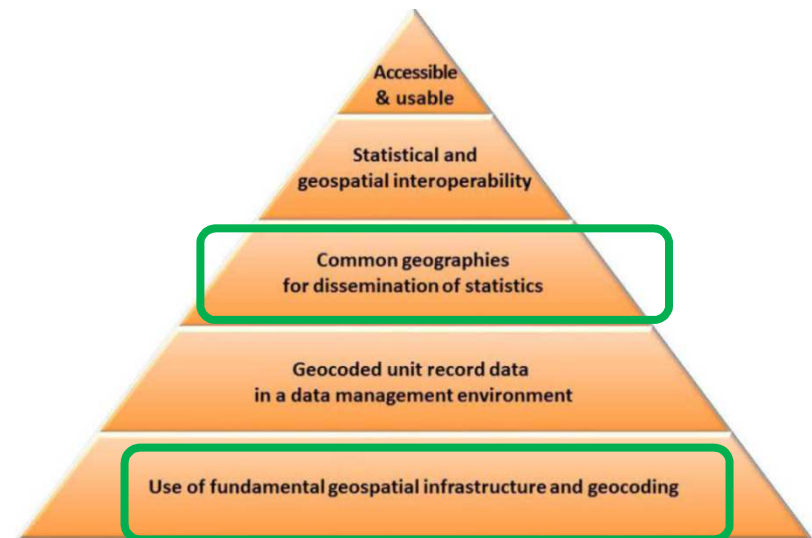 Accessible
& usable
Statistical and
geospatial interoperability
Common geographies
for dissemination of statistics
Geocoded unit record data
in a data management environment
Use of fundamental geospatial infrastructure and geocoding